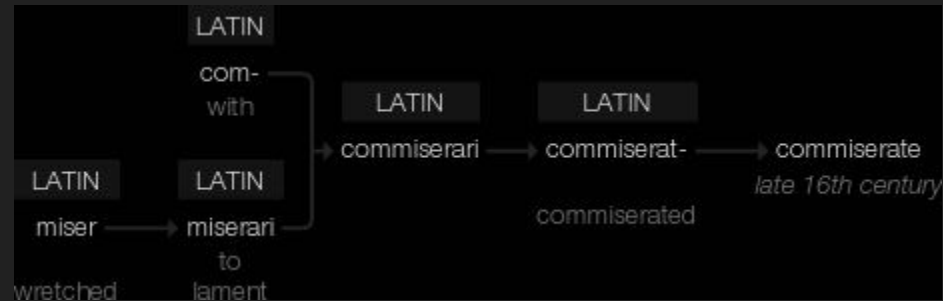 LATIN
com-
with
LATIN
LATIN
commiserari
commiserat-
commiserate
LATIN
LATIN
late 16th century
miser
miserari
commiserated
to
wretched
lament